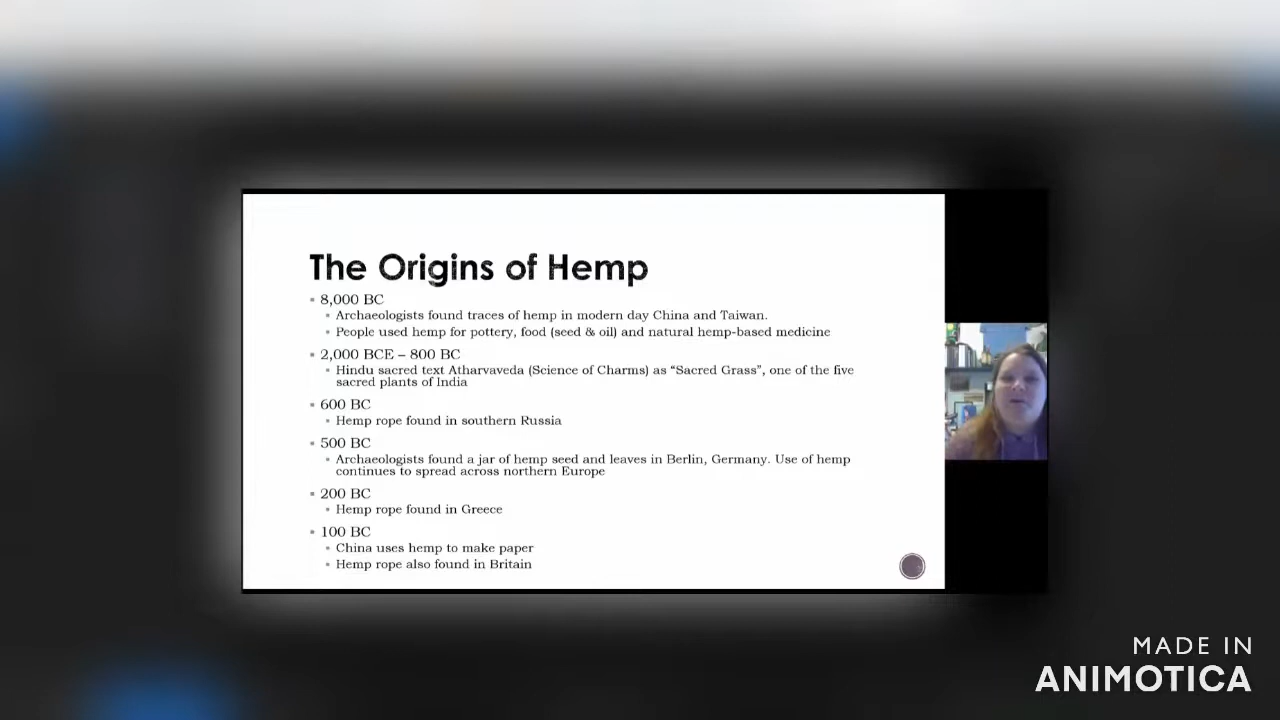 The Origins of Hemp
8,000 BC
Archaeologists found traces of hemp in modern day China and Taiwan.
People used hemp for pottery, food (seed & oil) and natural hemp-based medicine
2,000 BCE – 800 BC
Hindu sacred text Atharvaveda (Science of Charms) as “Sacred Grass”, one of the five
sacred plants of India
600 BC
Hemp rope found in southern Russia
500 BC
Archaeologists found a jar of hemp seed and leaves in Berlin, Germany. Use of hemp
continues to spread across northern Europe
200 BC
Hemp rope found in Greece
100 BC
China uses hemp to make paper
Hemp rope also found in Britain
MADE IN
ANIMOTICA